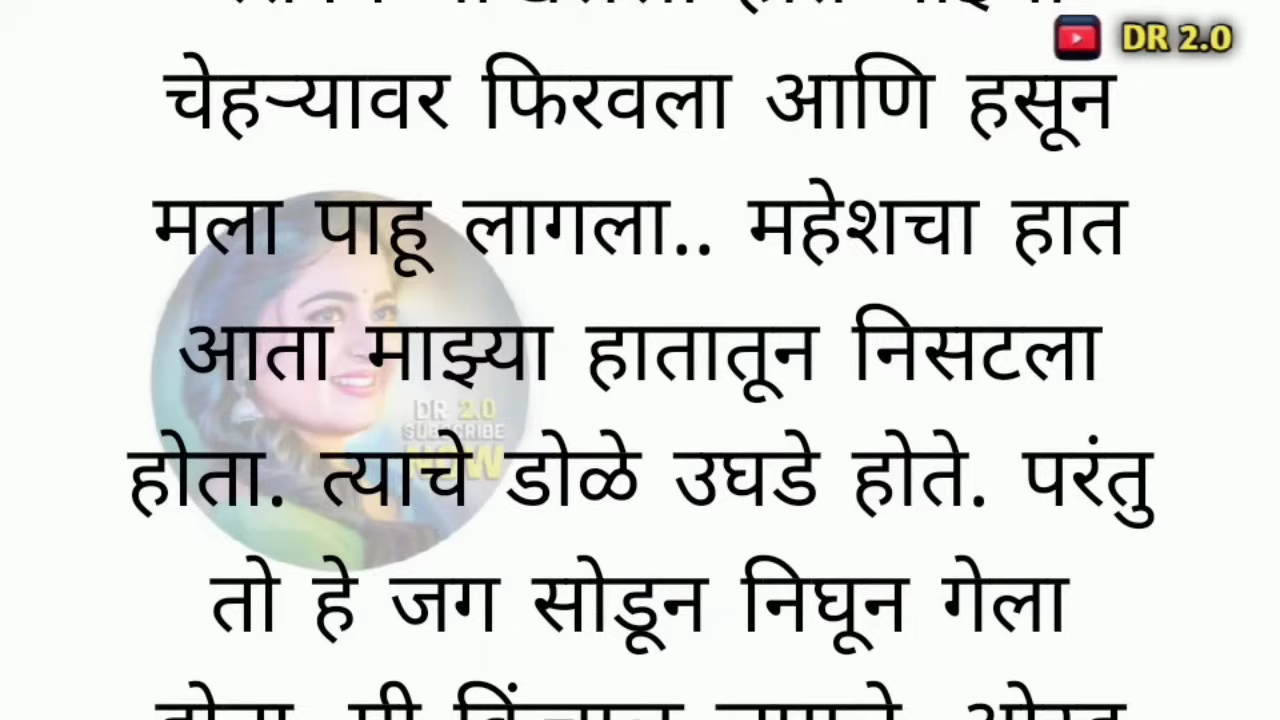 DR 2.0
चेहऱ्यावर फिरवला आणि हसून
मला पाहू लागला.. महेशचा हात
आता माझ्या हातातून निसटला
DR 2.0
SUBSCRIBE
NOW
होता. त्याचे डोळे उघडे होते. परंतु
तो हे जग सोडून निघून गेला